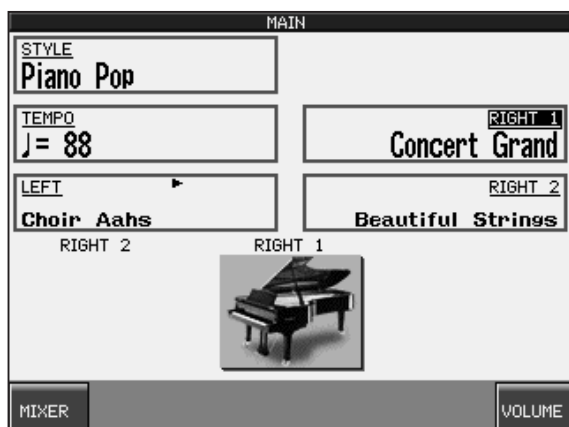 MAIN
STYLE
Piano Pop
TEMPO
♩= 88
RIGHT 1
Concert Grand
LEFT
Choir Aahs
RIGHT 2
Beautiful Strings
RIGHT 2 RIGHT 1
MIXER VOLUME